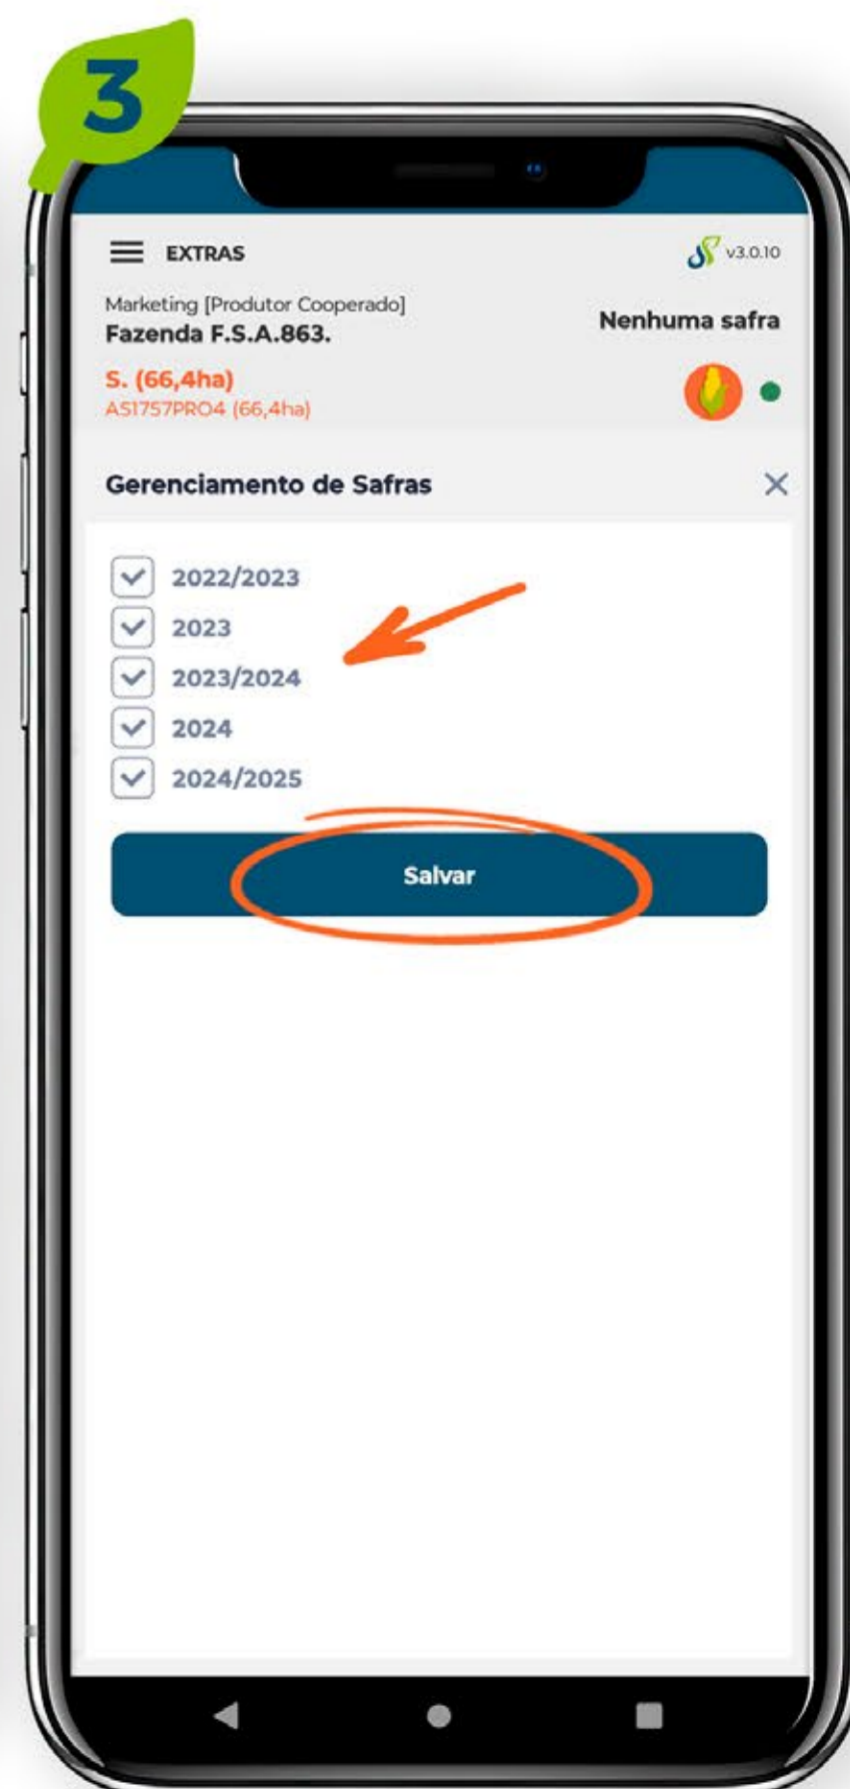 3
EXTRAS
v3.0.10
Marketing [Produtor Cooperado]
Fazenda F.S.A.863.
Nenhuma safra
S. (66,4ha)
AS1757PRO4 (66,4ha)
Gerenciamento de Safras
2022/2023
2023
2023/2024
2024
2024/2025
Salvar